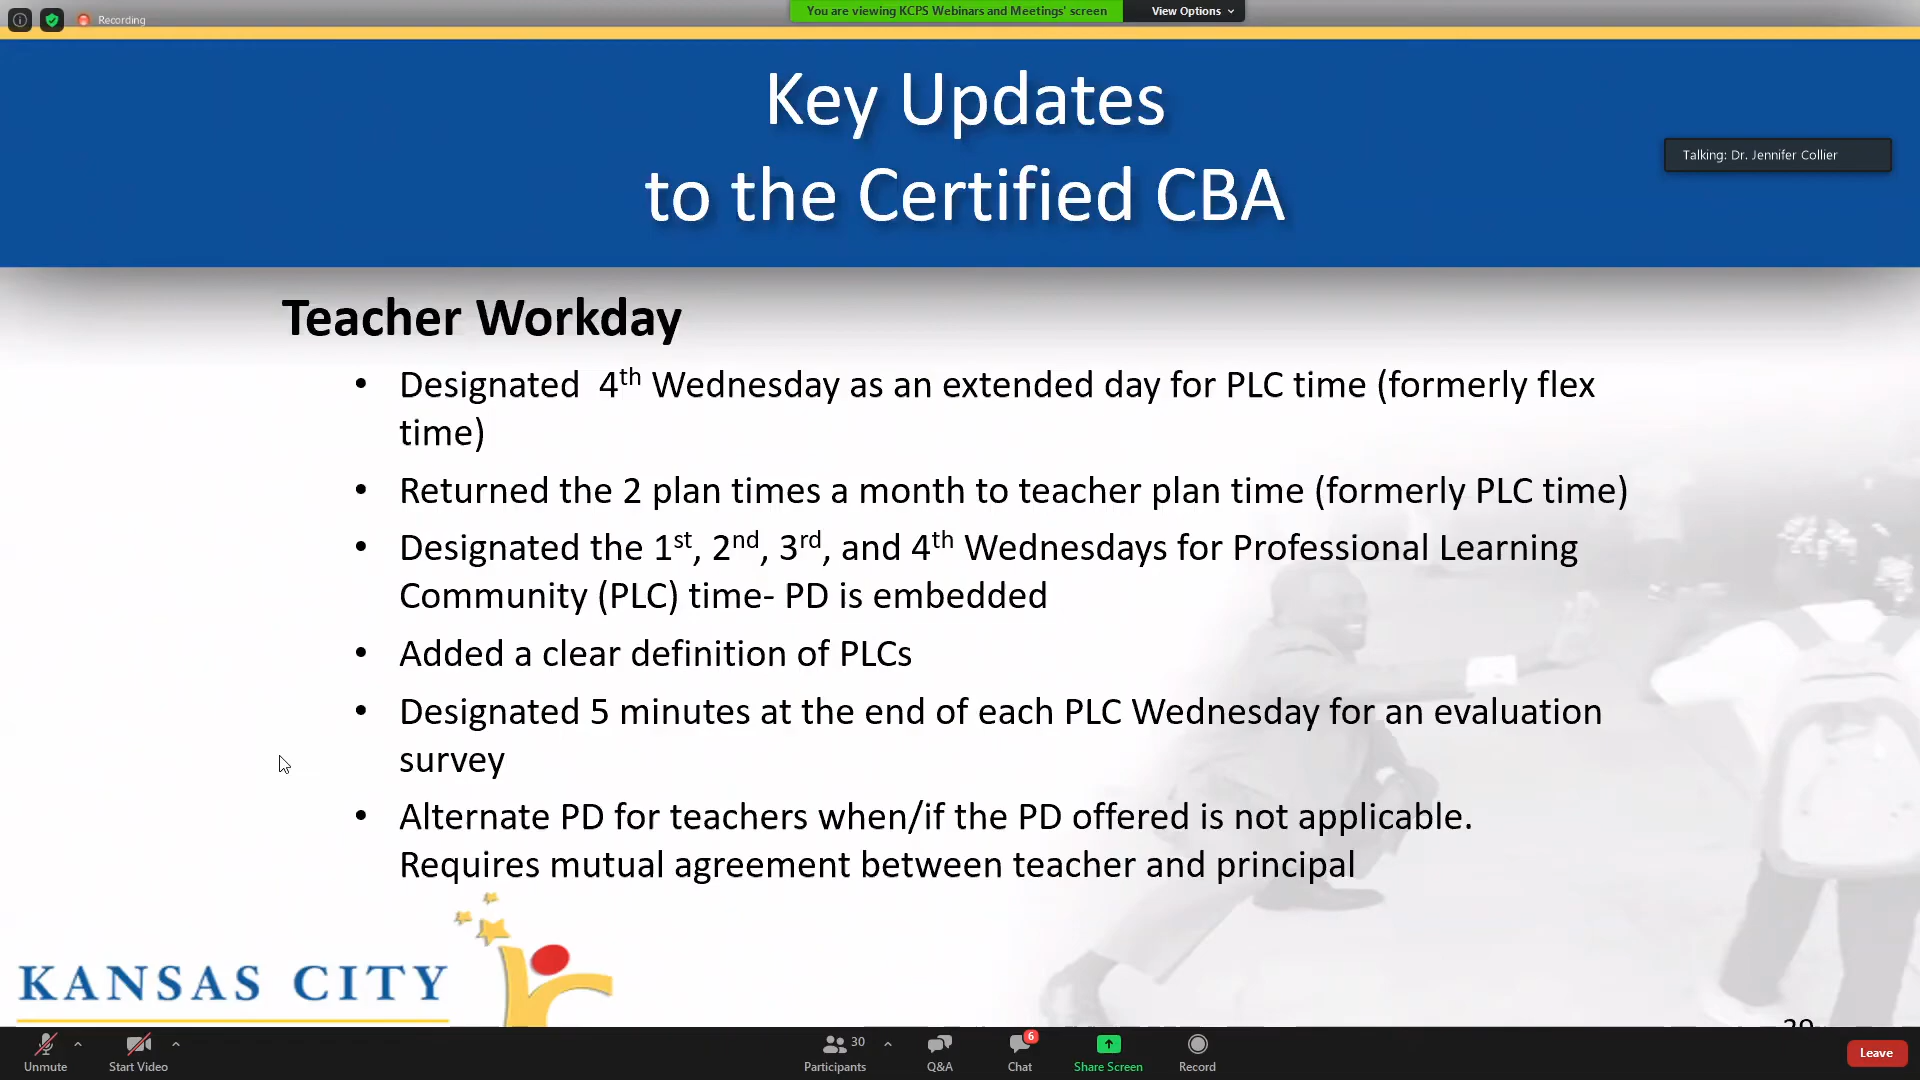 Recording
You are viewing KCPS Webinars and Meetings' screen
View Options
Key Updates
to the Certified CBA
Talking: Dr. Jennifer Collier
Teacher Workday
• Designated 4th Wednesday as an extended day for PLC time (formerly flex
time)
• Returned the 2 plan times a month to teacher plan time (formerly PLC time)
• Designated the 1st, 2nd, 3rd, and 4th Wednesdays for Professional Learning
Community (PLC) time- PD is embedded
• Added a clear definition of PLCs
• Designated 5 minutes at the end of each PLC Wednesday for an evaluation
survey
• Alternate PD for teachers when/if the PD offered is not applicable.
Requires mutual agreement between teacher and principal
KANSAS CITY
Unmute
Start Video
30
Participants
Q&A
6
Chat
Share Screen
Record
Leave